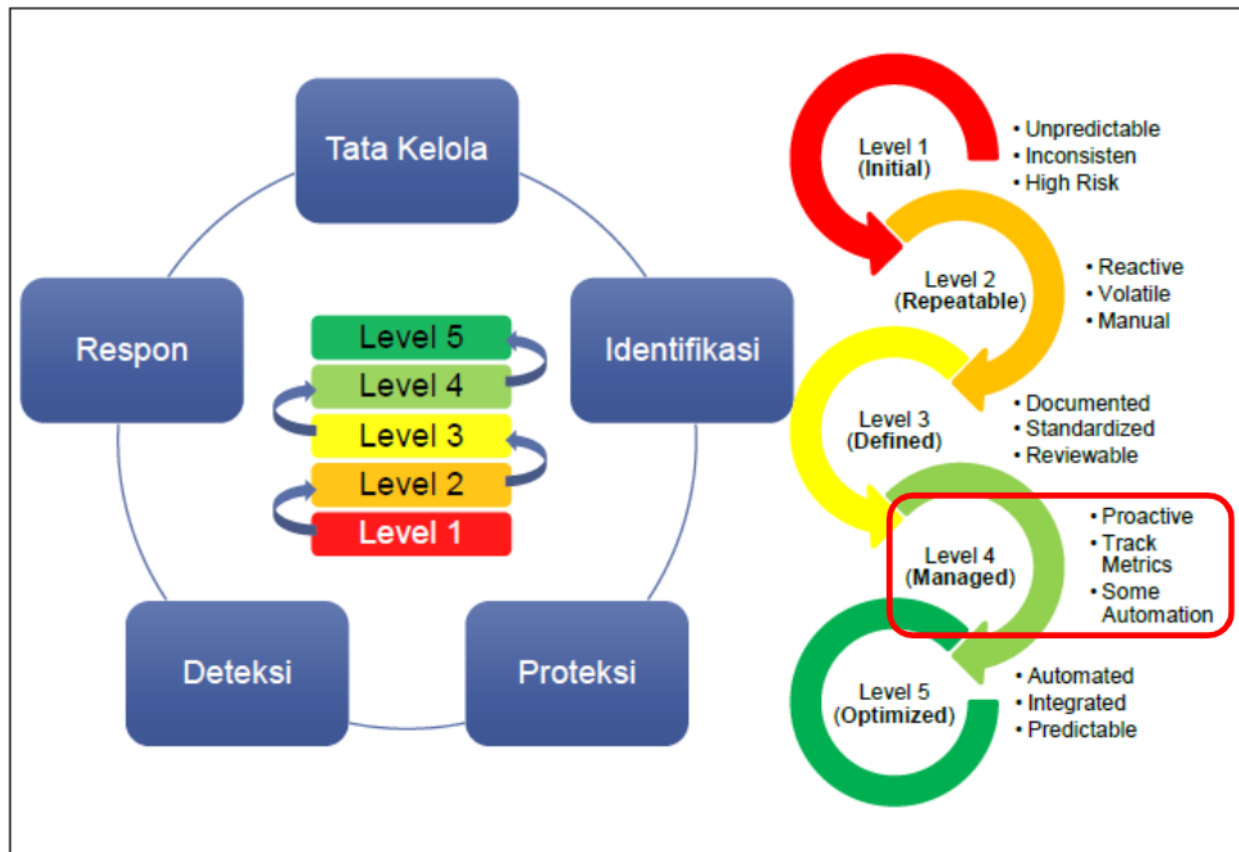 Tata Kelola
Respon
Identifikasi
Deteksi
Proteksi
Level 5
Level 4
Level 3
Level 2
Level 1
Level 1
(Initial)
• Unpredictable
• Inconsisten
• High Risk
Level 2
(Repeatable)
• Reactive
• Volatile
• Manual
Level 3
(Defined)
• Documented
• Standardized
• Reviewable
Level 4
(Managed)
• Proactive
• Track
Metrics
• Some
Automation
Level 5
(Optimized)
• Automated
• Integrated
• Predictable